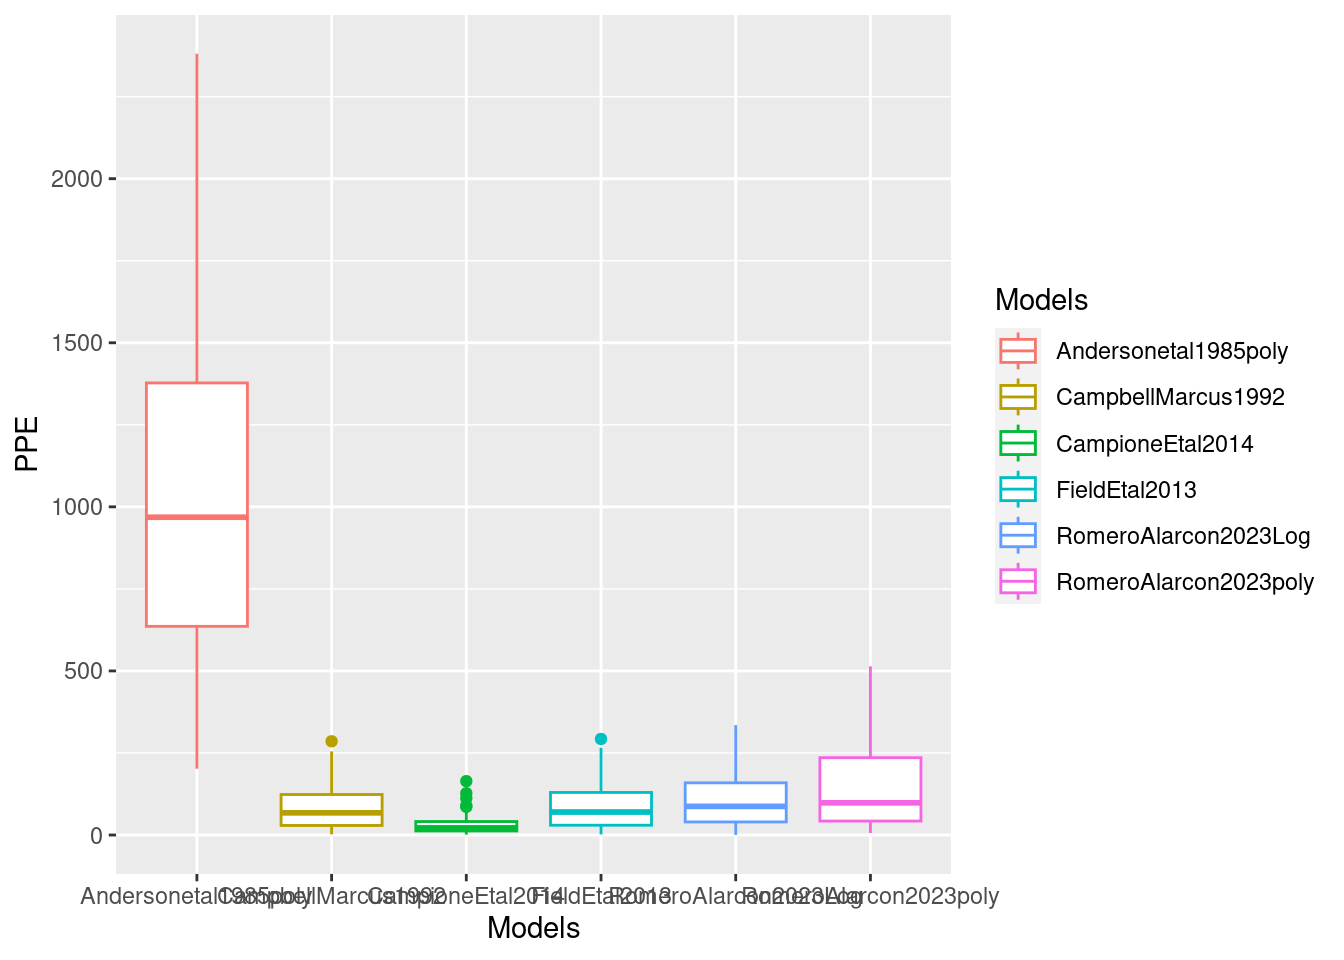 PPE
2000
1500
1000
500
0
Andersonetal1985poly CampbellMarcus1992 CampioneEtal2014 FieldEtal2013 RomeroAlarcon2023Log RomeroAlarcon2023poly
Models
Models
Andersonetal1985poly
CampbellMarcus1992
CampioneEtal2014
FieldEtal2013
RomeroAlarcon2023Log
RomeroAlarcon2023poly